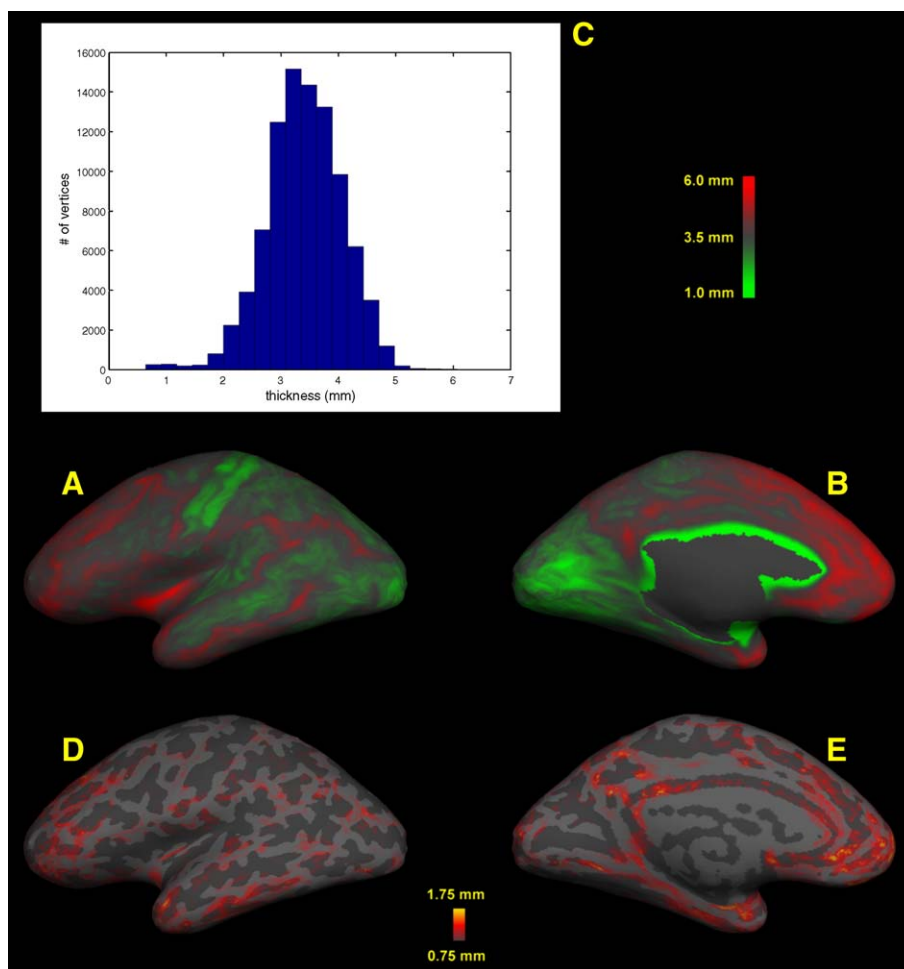 C
16000
14000
12000
10000
8000
6000
4000
2000
0
# of vertices
0 1 2 3 4 5 6 7
thickness (mm)
6.0 mm
3.5 mm
1.0 mm
A
B
D
E
1.75 mm
0.75 mm